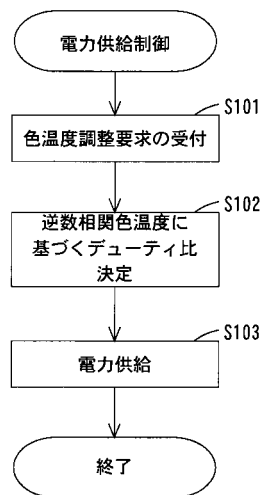 電力供給制御
S101
色温度調整要求の受付
S102
逆数相関色温度に
基づくデューティ比
決定
S103
電力供給
終了